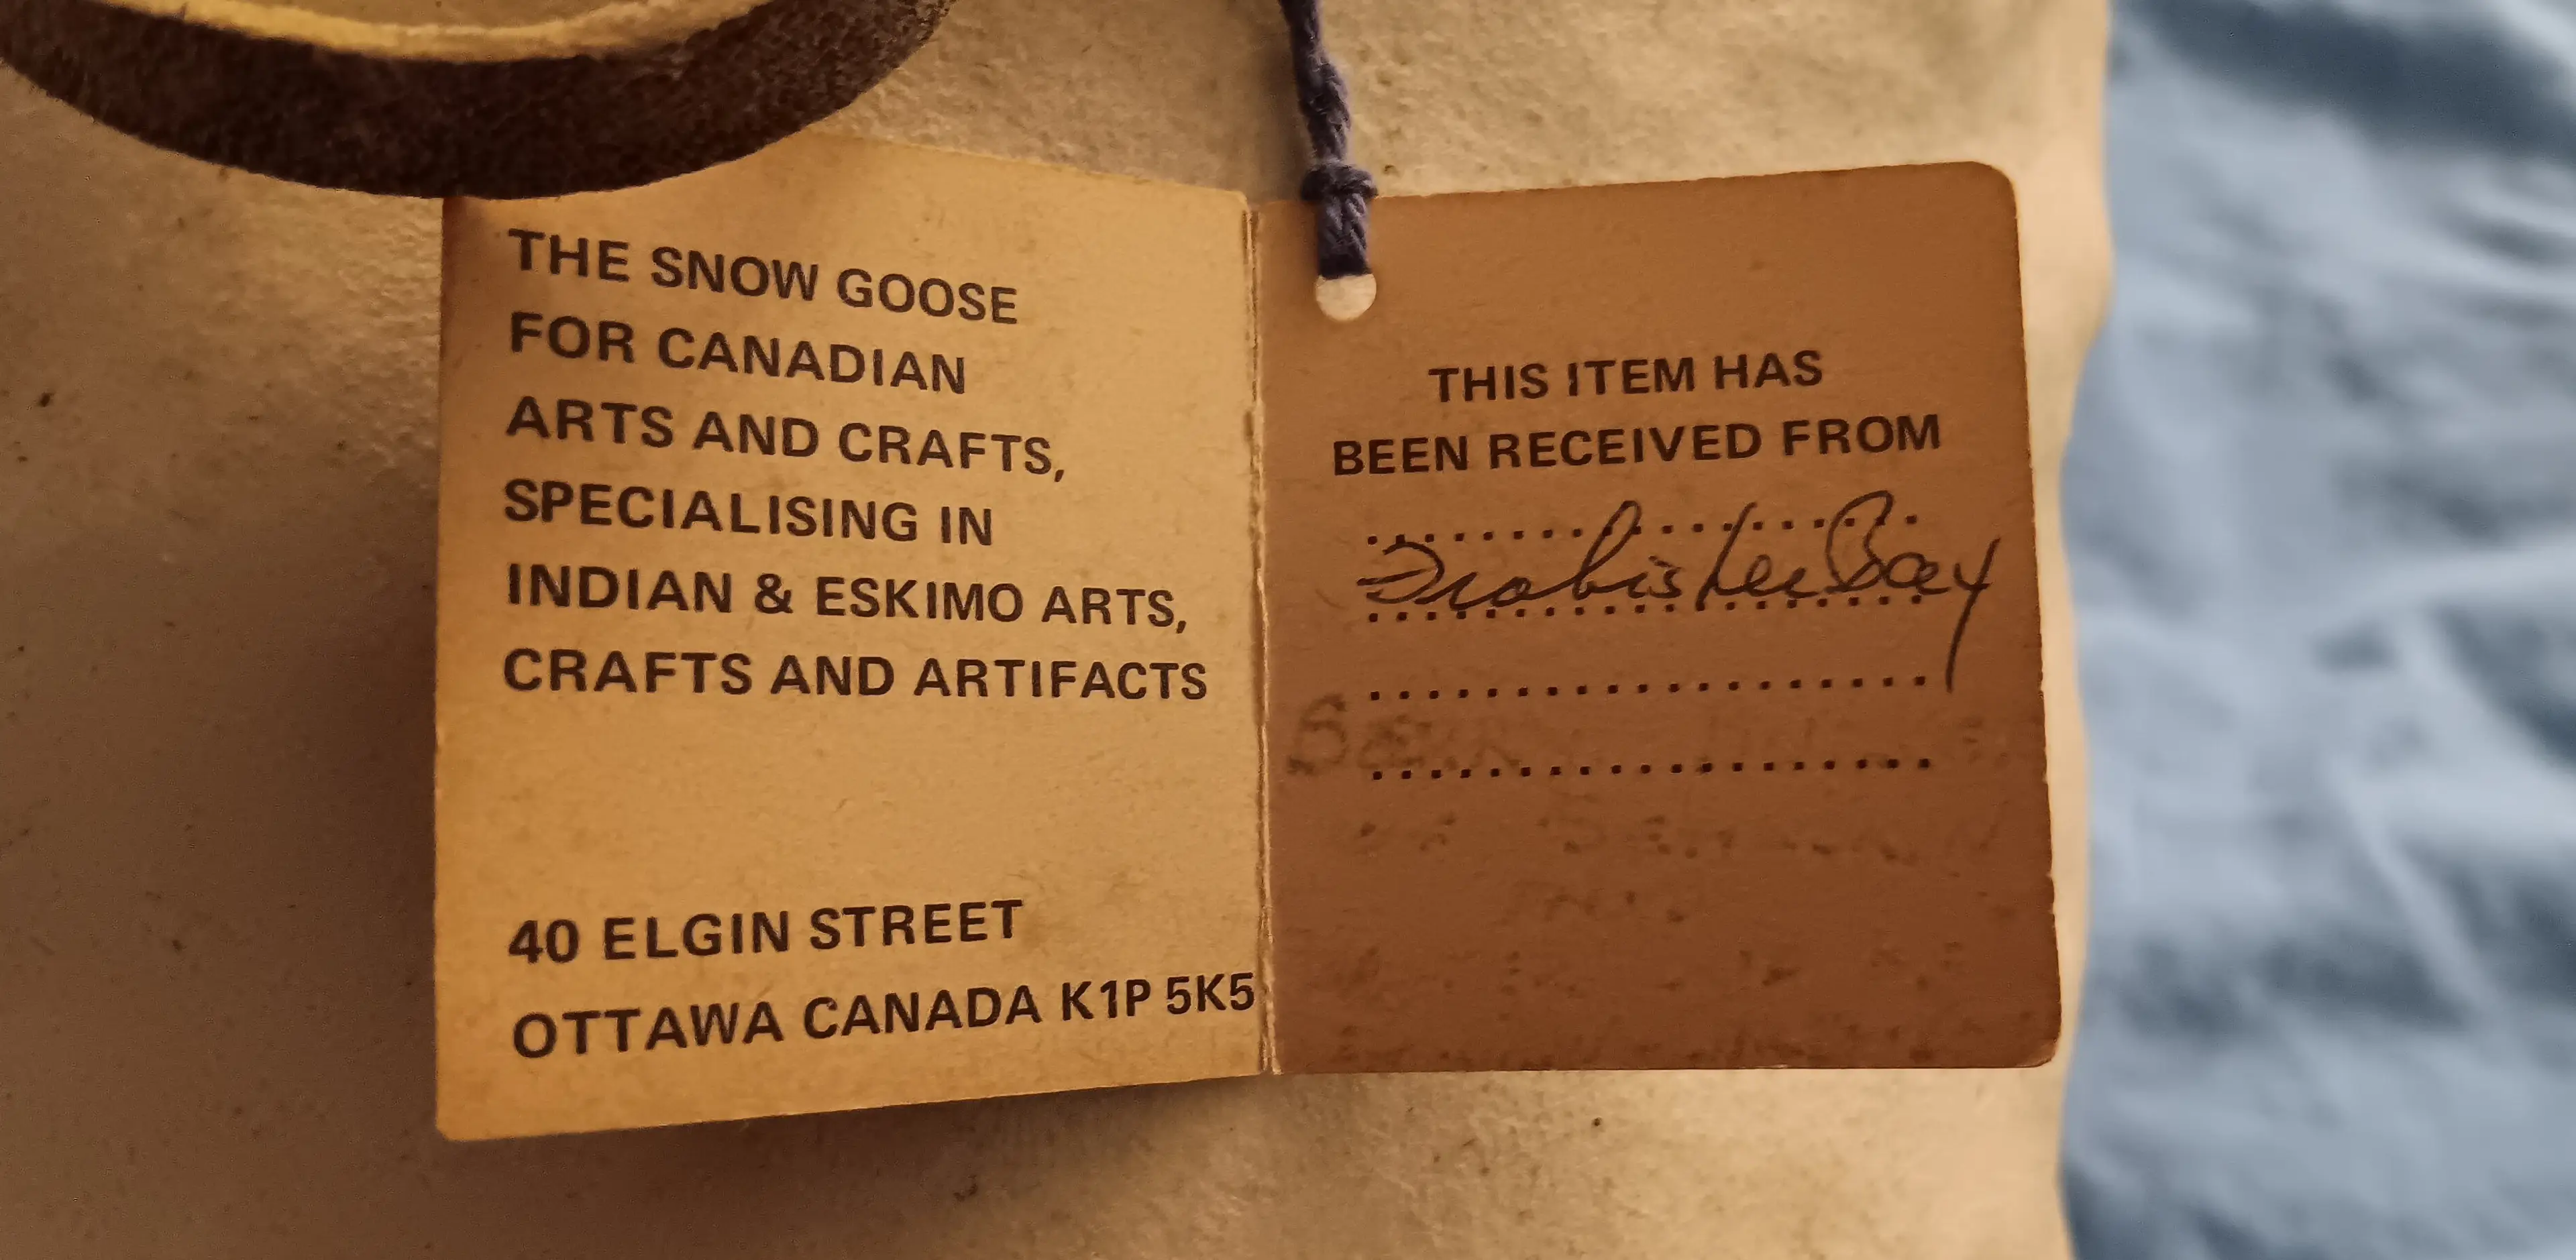 THE SNOW GOOSE
FOR CANADIAN
ARTS AND CRAFTS,
SPECIALISING IN
INDIAN & ESKIMO ARTS,
CRAFTS AND ARTIFACTS
40 ELGIN STREET
OTTAWA CANADA K1P 5K5
THIS ITEM HAS
BEEN RECEIVED FROM
Frobisher Bay